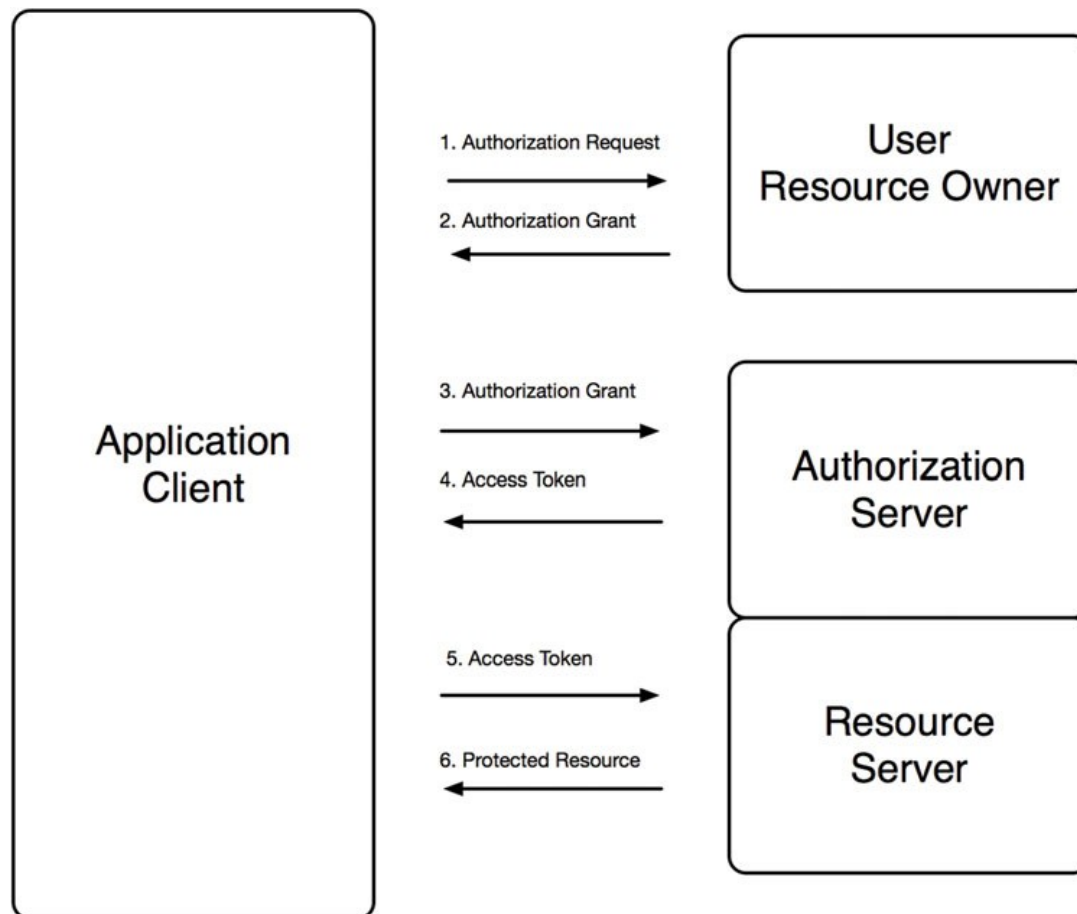 1. Authorization Request
User
Resource Owner
2. Authorization Grant
3. Authorization Grant
Application
Client
4. Access Token
Authorization
Server
5. Access Token
6. Protected Resource
Resource
Server